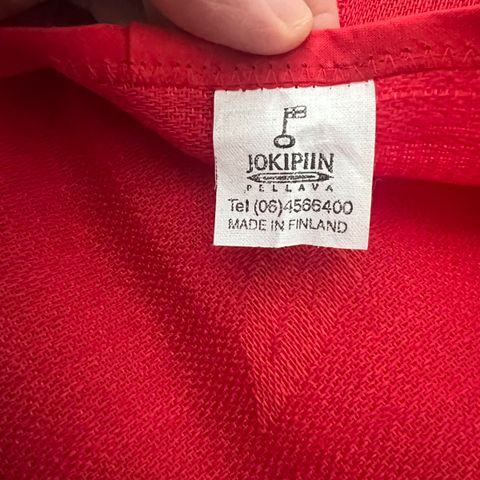 JOKIPIIN
PELLAVA
Tel (06)4566400
MADE IN FINLAND